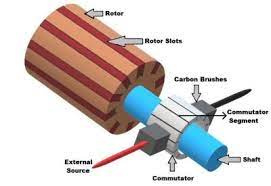 Rotor
Rotor Slots
Carbon Brushes
Commutator
Segment
External
Source
Shaft
Commutator